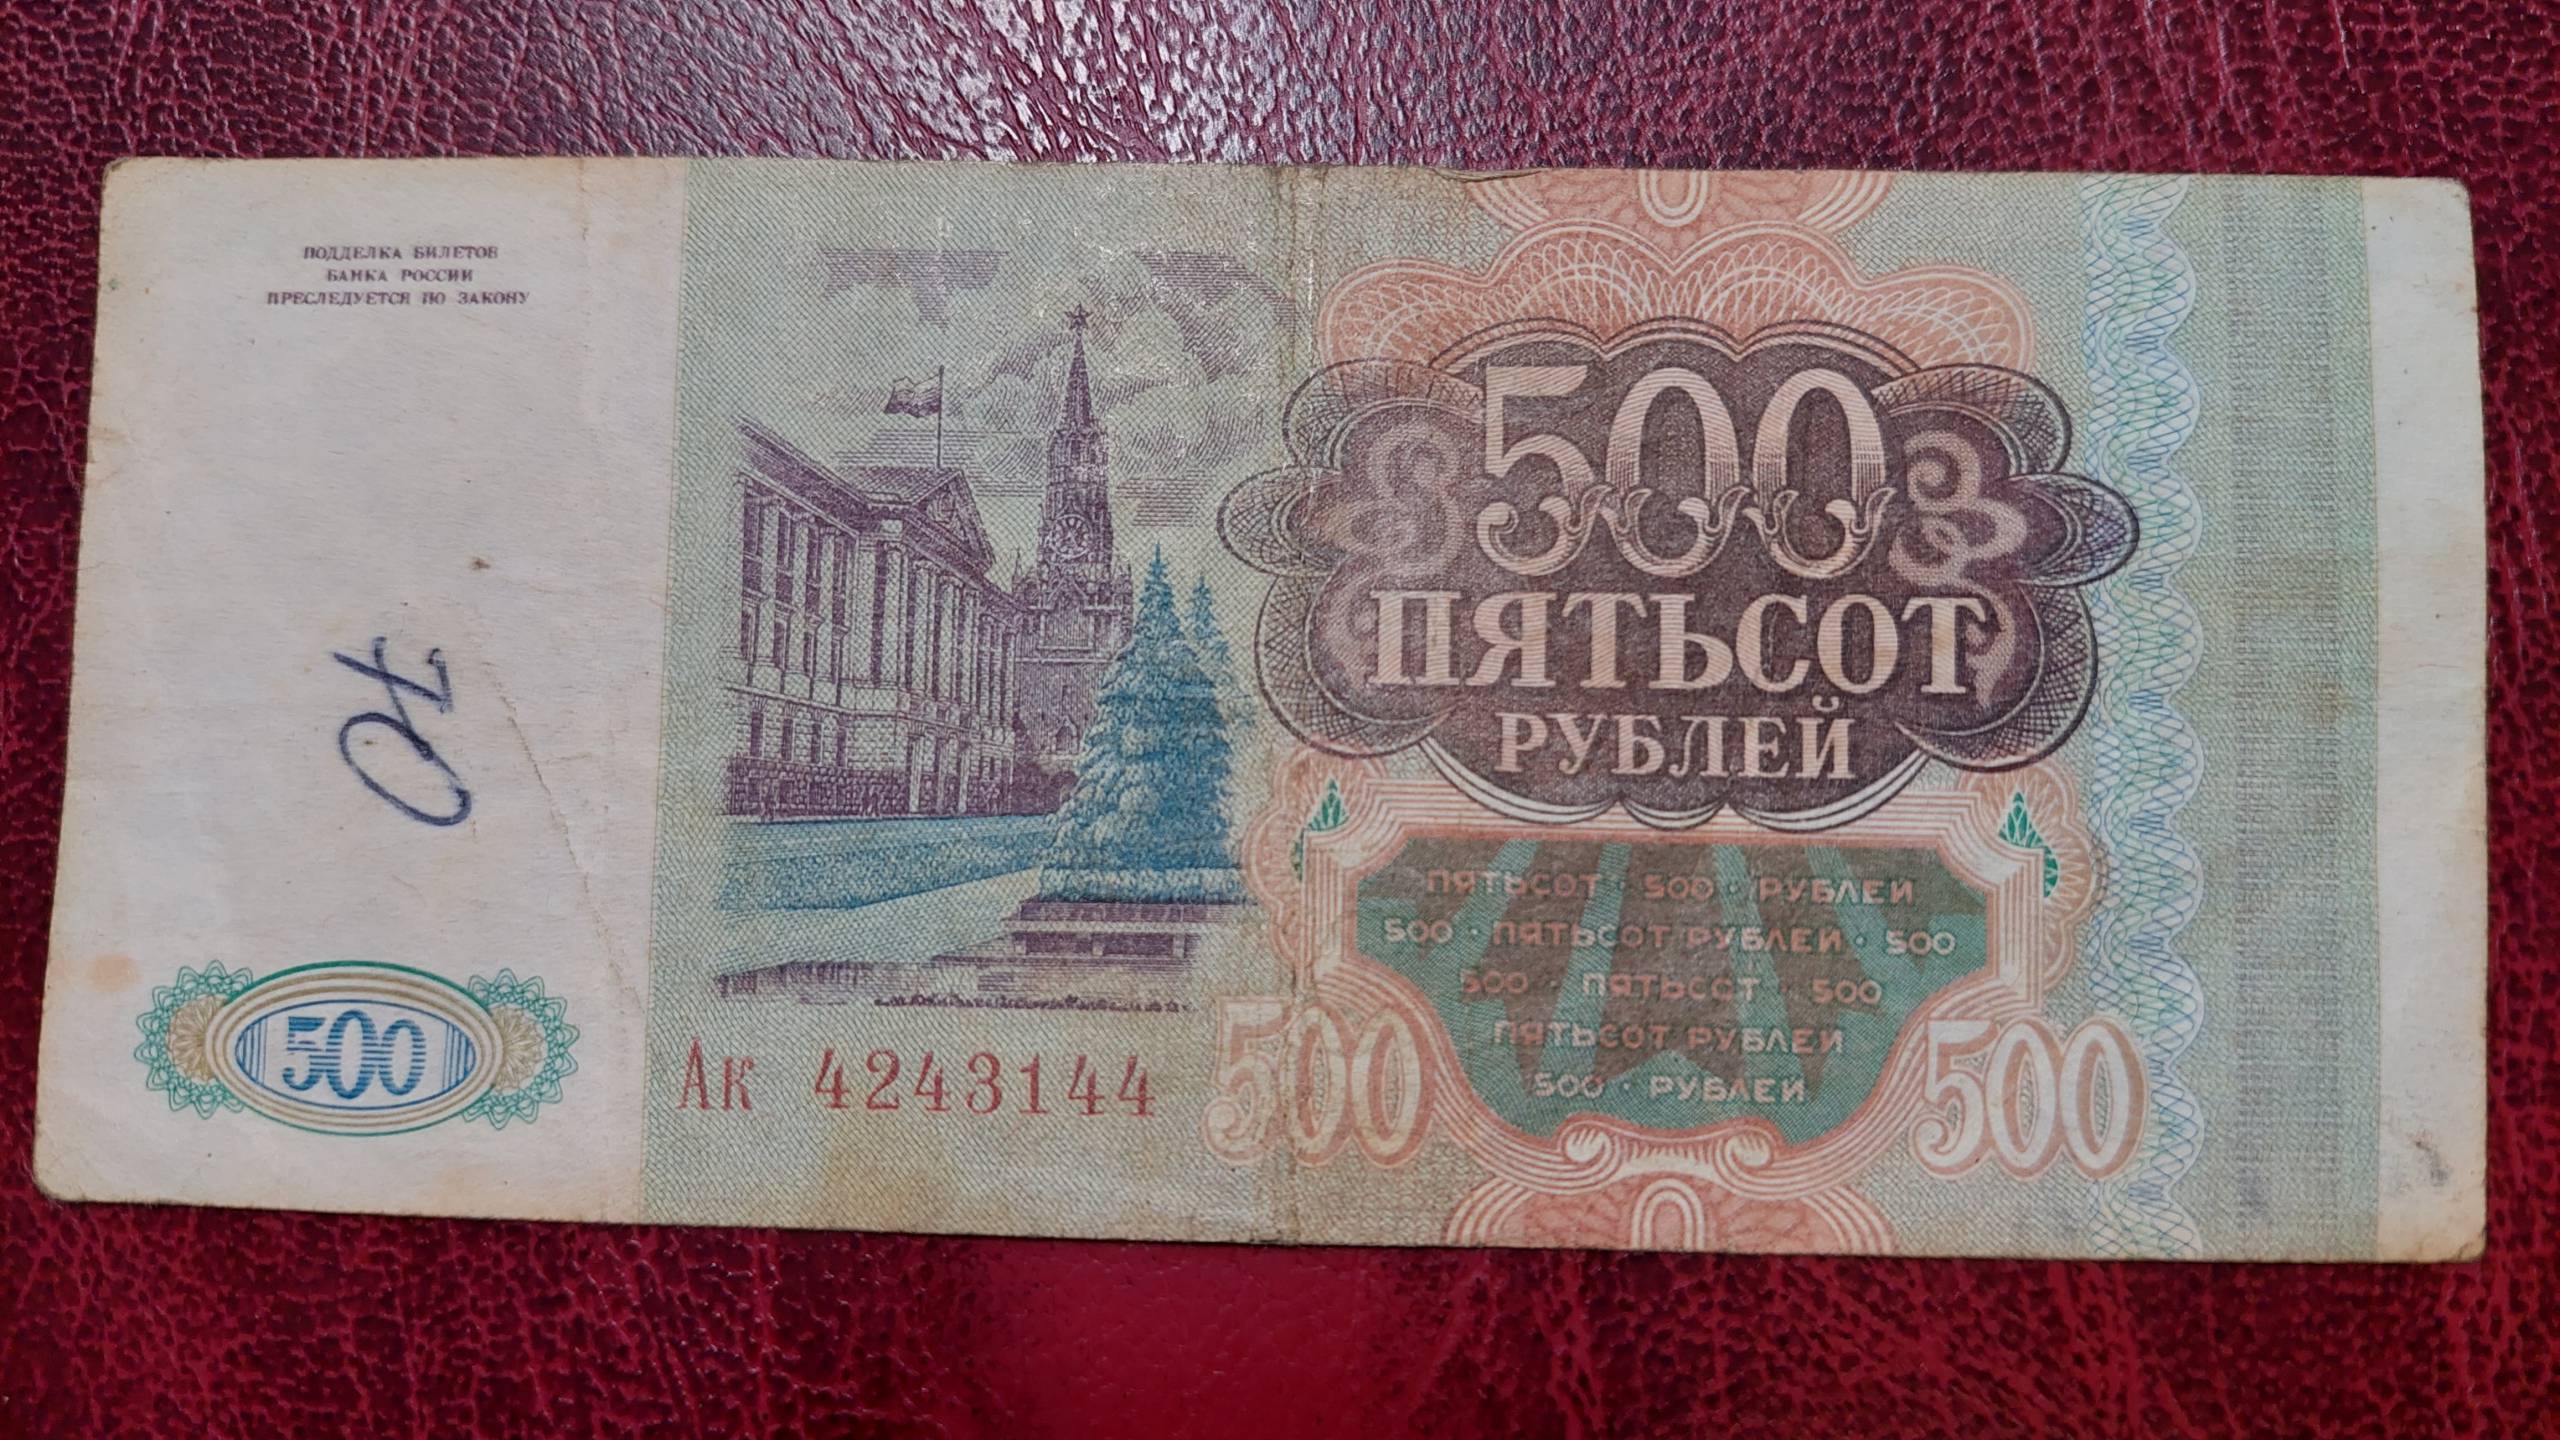 ПОДДЕЛКА БИЛЕТОВ
БАНКА РОССИИ
ПРЕСЛЕДУЕТСЯ ПО ЗАКОНУ
70
500
Ак 4243144
500
ПЯТЬСОТ
РУБЛЕЙ
ПЯТЬСОТ · 500 · РУБЛЕЙ
500 · ПЯТЬСОТ РУБЛЕЙ · 500
500 · ПЯТЬСОТ · 500
ПЯТЬСОТ РУБЛЕЙ
500 · РУБЛЕЙ
500
500